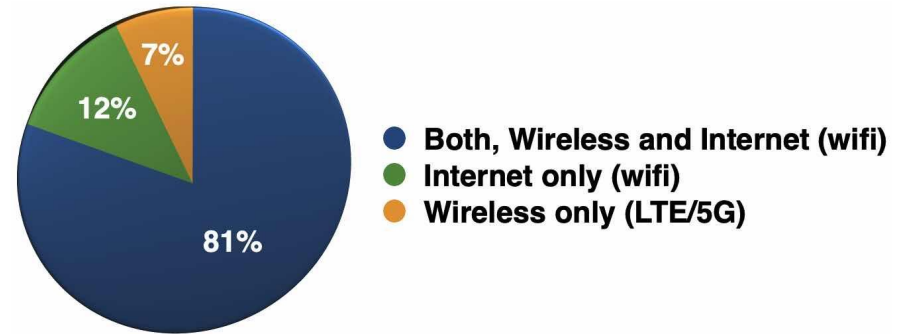 7%
12%
81%
Both, Wireless and Internet (wifi)
Internet only (wifi)
Wireless only (LTE/5G)